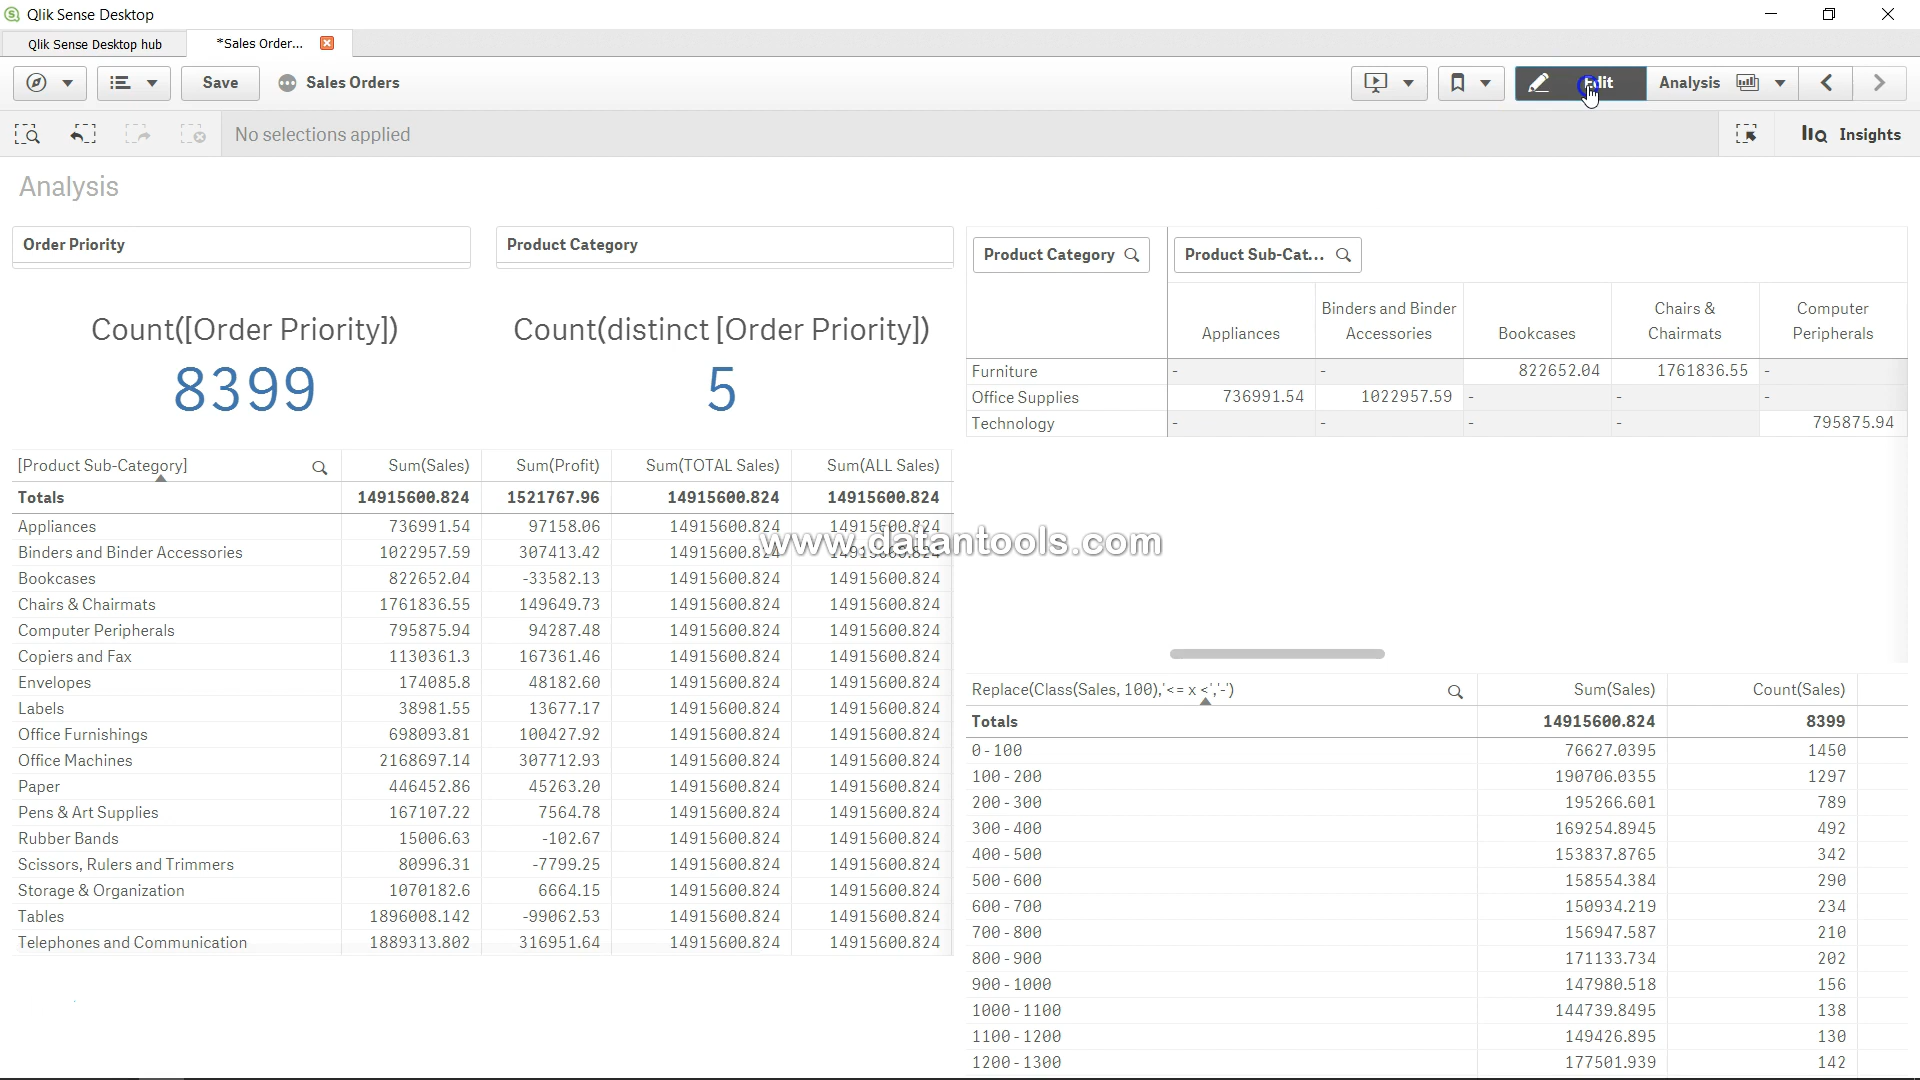 Qlik Sense Desktop
Qlik Sense Desktop hub
*Sales Order...
Save
Sales Orders
Edit
Analysis
No selections applied
Insights
Analysis
Order Priority
Product Category
Count([Order Priority])
8399
Count(distinct [Order Priority])
5
Product Category
Product Sub-Cat...
Appliances
Binders and Binder
Accessories
Bookcases
Chairs &
Chairmats
Computer
Peripherals
Furniture - - 822652.04 1761836.55 -
Office Supplies 736991.54 1022957.59 - - -
Technology - - - - 795875.94
[Product Sub-Category] Sum(Sales) Sum(Profit) Sum(TOTAL Sales) Sum(ALL Sales)
Totals 14915600.824 1521767.96 14915600.824 14915600.824
Appliances 736991.54 97158.06 14915600.824 14915600.824
Binders and Binder Accessories 1022957.59 307413.42 14915600.824 14915600.824
Bookcases 822652.04 -33582.13 14915600.824 14915600.824
Chairs & Chairmats 1761836.55 149649.73 14915600.824 14915600.824
Computer Peripherals 795875.94 94287.48 14915600.824 14915600.824
Copiers and Fax 1130361.3 167361.46 14915600.824 14915600.824
Envelopes 174085.8 48182.60 14915600.824 14915600.824
Labels 38981.55 13677.17 14915600.824 14915600.824
Office Furnishings 698093.81 100427.92 14915600.824 14915600.824
Office Machines 2168697.14 307712.93 14915600.824 14915600.824
Paper 446452.86 45263.20 14915600.824 14915600.824
Pens & Art Supplies 167107.22 7564.78 14915600.824 14915600.824
Rubber Bands 15006.63 -102.67 14915600.824 14915600.824
Scissors, Rulers and Trimmers 80996.31 -7799.25 14915600.824 14915600.824
Storage & Organization 1070182.6 6664.15 14915600.824 14915600.824
Tables 1896008.142 -99062.53 14915600.824 14915600.824
Telephones and Communication 1889313.802 316951.64 14915600.824 14915600.824
www.datantools.com
Replace(Class(Sales, 100),'<= x <','-') Sum(Sales) Count(Sales)
Totals 14915600.824 8399
0 - 100 76627.0395 1450
100 - 200 190706.0355 1297
200 - 300 195266.601 789
300 - 400 169254.8945 492
400 - 500 153837.8765 342
500 - 600 158554.384 290
600 - 700 150934.219 234
700 - 800 156947.587 210
800 - 900 171133.734 202
900 - 1000 147980.518 156
1000 - 1100 144739.8495 138
1100 - 1200 149426.895 130
1200 - 1300 177501.939 142